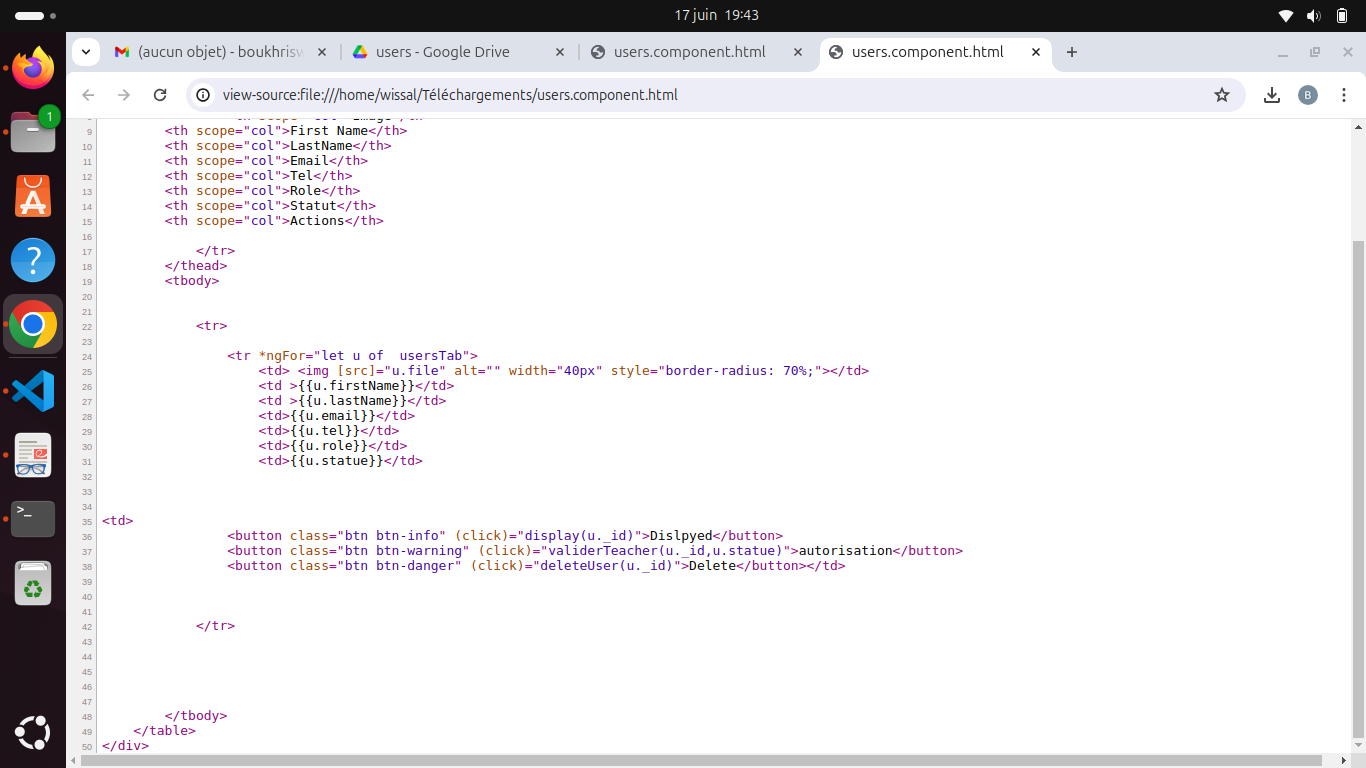 17 juin 19:43
(aucun objet) - boukhrisw
users - Google Drive
users.component.html
users.component.html
view-source:file:///home/wissal/Téléchargements/users.component.html
B
1
9 <th scope="col">First Name</th>
10 <th scope="col">LastName</th>
11 <th scope="col">Email</th>
12 <th scope="col">Tel</th>
13 <th scope="col">Role</th>
14 <th scope="col">Statut</th>
15 <th scope="col">Actions</th>
16
17 </tr>
18 </thead>
19 <tbody>
20
21
22 <tr>
23
24 <tr *ngFor="let u of  usersTab">
25 <td> <img [src]="u.file" alt="" width="40px" style="border-radius: 70%;"></td>
26 <td >{{u.firstName}}</td>
27 <td >{{u.lastName}}</td>
28 <td>{{u.email}}</td>
29 <td>{{u.tel}}</td>
30 <td>{{u.role}}</td>
31 <td>{{u.statue}}</td>
32
33
34
35 <td>
36 <button class="btn btn-info" (click)="display(u._id)">Dislpyed</button>
37 <button class="btn btn-warning" (click)="validerTeacher(u._id,u.statue)">autorisation</button>
38 <button class="btn btn-danger" (click)="deleteUser(u._id)">Delete</button></td>
39
40
41
42 </tr>
43
44
45
46
47
48 </tbody>
49 </table>
50 </div>